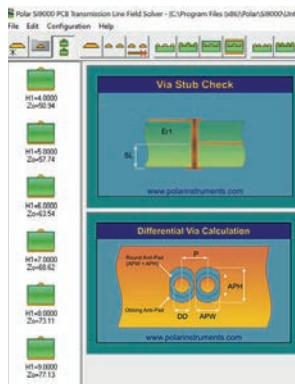 Polar Si9000 PCB Transmission Line Field Solver - [C:\Program Files (x86)\Polar\Si9000\Unt
File Edit Configuration Help
H1=4.0000
Zo=50.94
H1=5.0000
Zo=57.74
H1=6.0000
Zo=63.54
H1=7.0000
Zo=68.62
H1=8.0000
Zo=73.11
H1=9.0000
Zo=77.13
Via Stub Check
Er1
SL
www.polarinstruments.com
Differential Via Calculation
P
Round Anti-Pad
(APW = APH)
APH
Oblong Anti-Pad
DD APW
www.polarinstruments.com